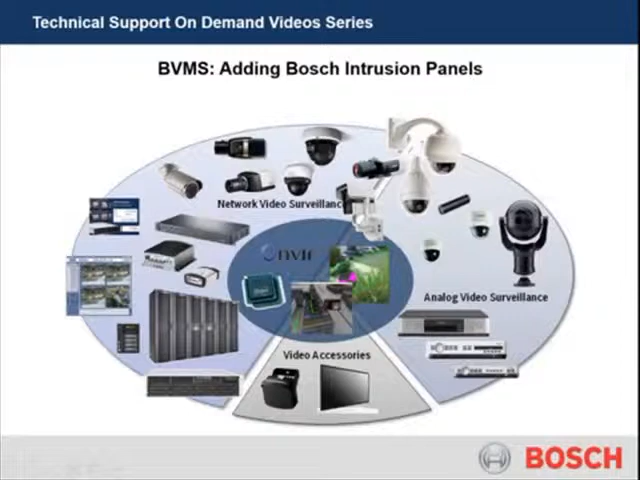 Technical Support On Demand Videos Series
BVMS: Adding Bosch Intrusion Panels
Network Video Surveillance
Analog Video Surveillance
Video Accessories
BOSCH